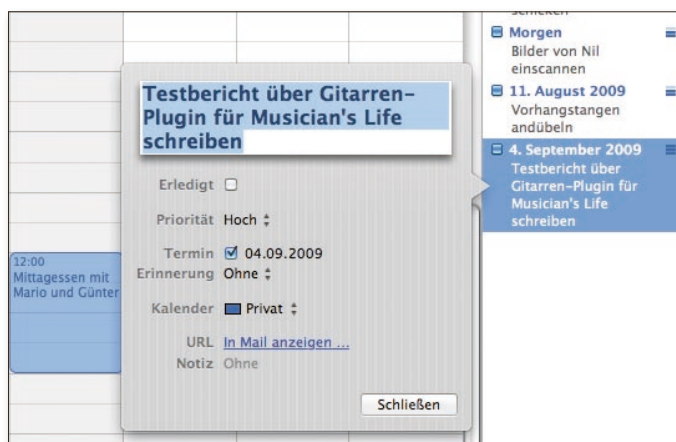 schicken
Morgen
Bilder von Nil
einscannen
11. August 2009
Vorhangstangen
andübeln
4. September 2009
Testbericht über
Gitarren-Plugin für
Musician's Life
schreiben
Testbericht über Gitarren-
Plugin für Musician's Life
schreiben
Erledigt
Priorität Hoch
Termin 04.09.2009
Erinnerung Ohne
Kalender Privat
URL In Mail anzeigen ...
Notiz Ohne
Schließen
12:00
Mittagessen mit
Mario und Günter